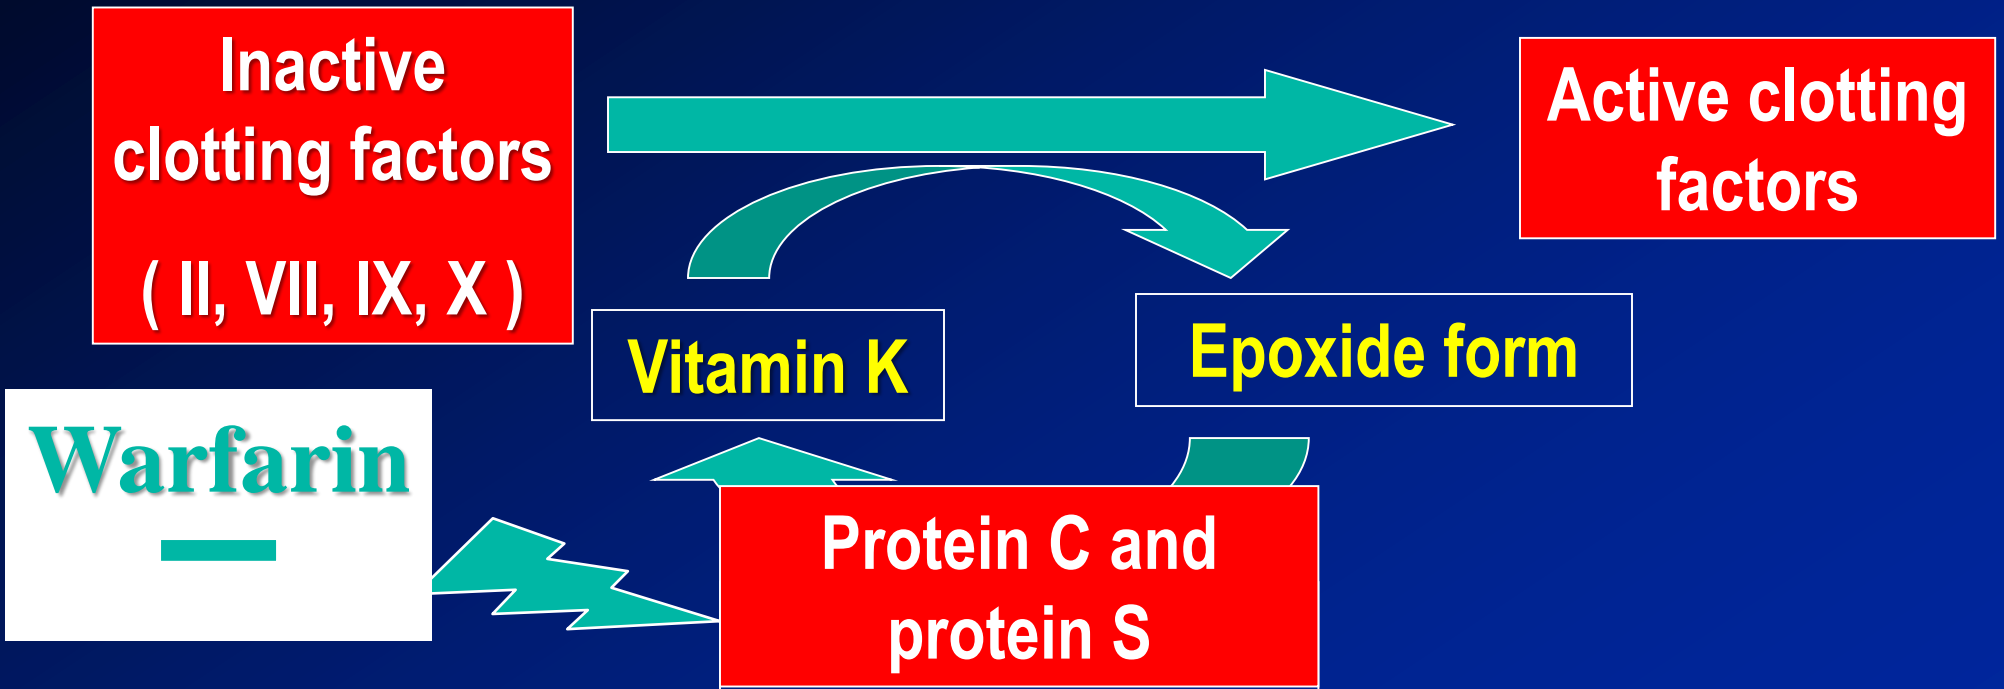 Inactive
clotting factors
( II, VII, IX, X )
Active clotting
factors
Vitamin K
Epoxide form
Warfarin
Protein C and
protein S